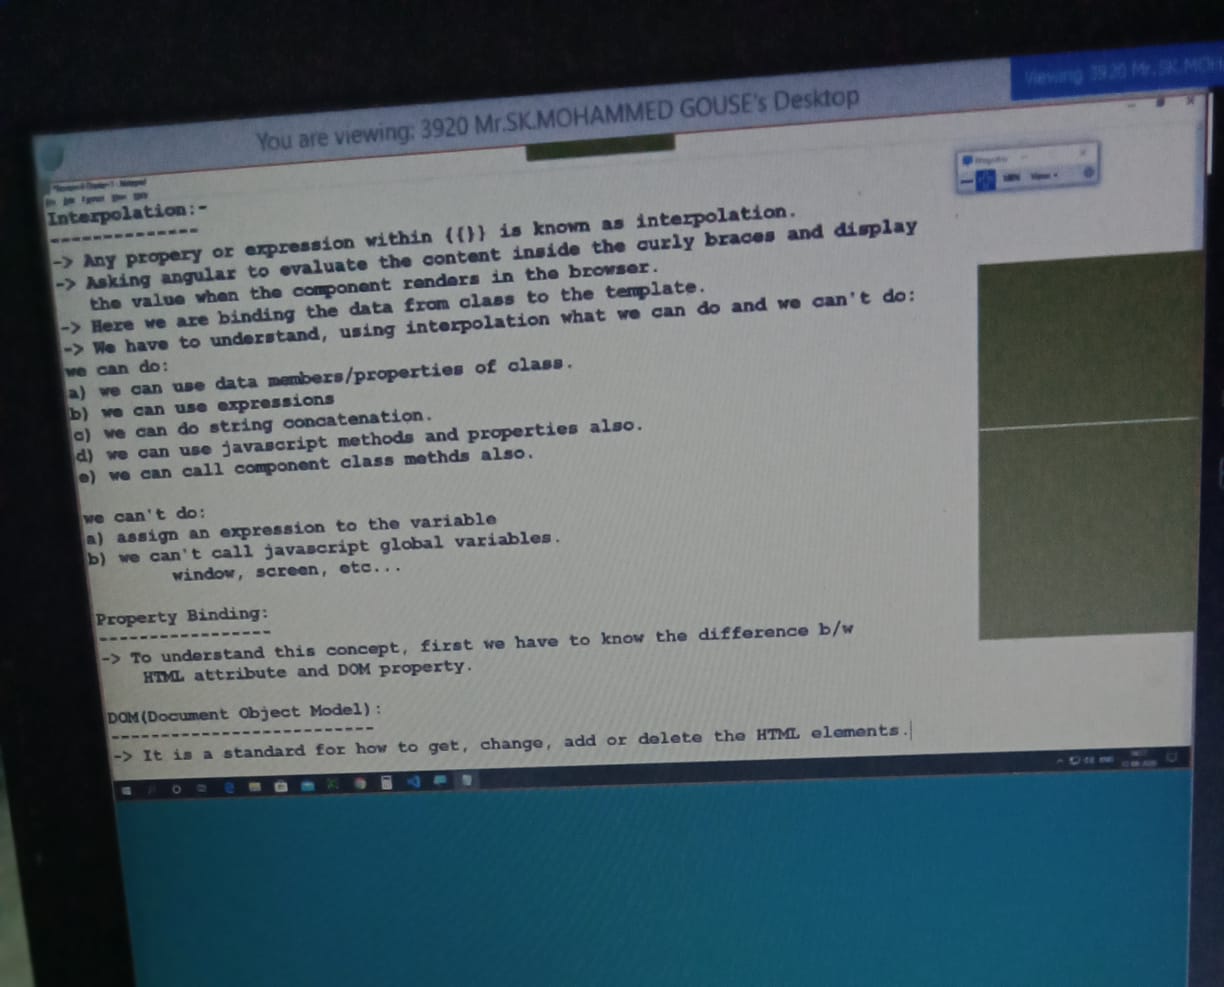 Viewing 3920 Mr.SK.MOH
You are viewing: 3920 Mr.SK.MOHAMMED GOUSE's Desktop
Interpolation:-
--------------
-> Any propery or expression within {{}} is known as interpolation.
-> Asking angular to evaluate the content inside the curly braces and display
the value when the component renders in the browser.
-> Here we are binding the data from class to the template.
-> We have to understand, using interpolation what we can do and we can't do:
we can do:
a) we can use data members/properties of class.
b) we can use expressions
c) we can do string concatenation.
d) we can use javascript methods and properties also.
e) we can call component class methds also.
we can't do:
a) assign an expression to the variable
b) we can't call javascript global variables.
window, screen, etc...
Property Binding:
-----------------
-> To understand this concept, first we have to know the difference b/w
HTML attribute and DOM property.
DOM(Document Object Model):
--------------------------
-> It is a standard for how to get, change, add or delete the HTML elements.